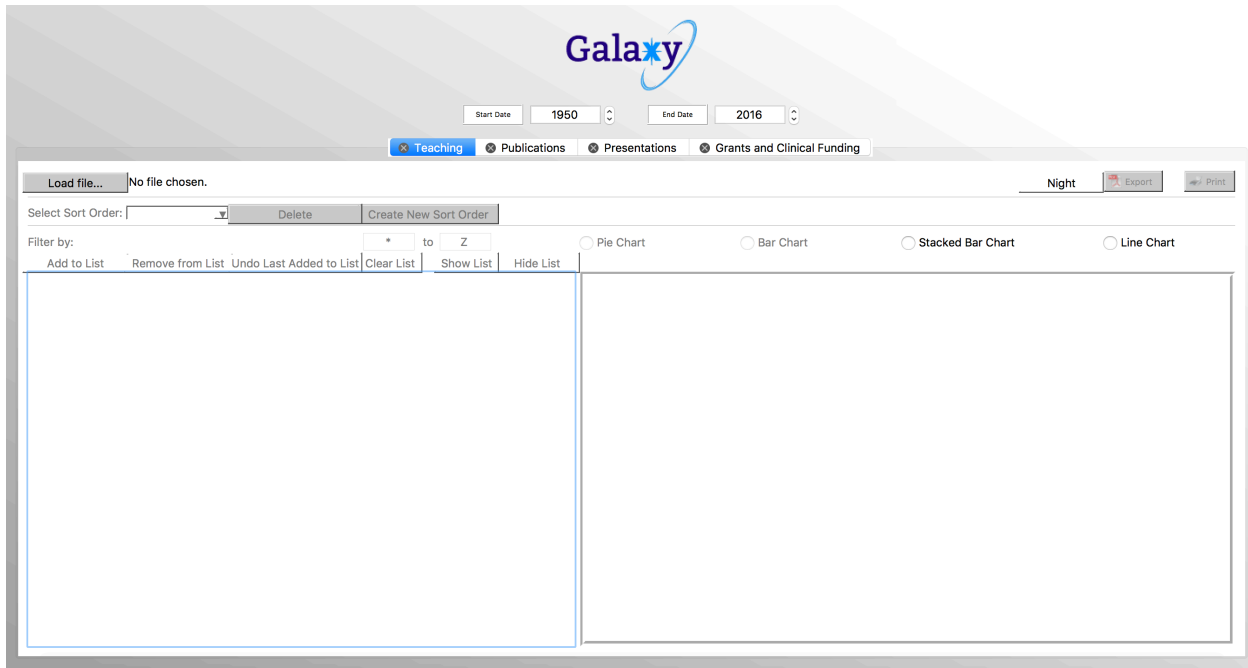 Galaxy
Start Date 1950 End Date 2016
Teaching Publications Presentations Grants and Clinical Funding
Load file... No file chosen. Night Export Print
Select Sort Order: Delete Create New Sort Order
Filter by: * to Z Pie Chart Bar Chart Stacked Bar Chart Line Chart
Add to List Remove from List Undo Last Added to List Clear List Show List Hide List